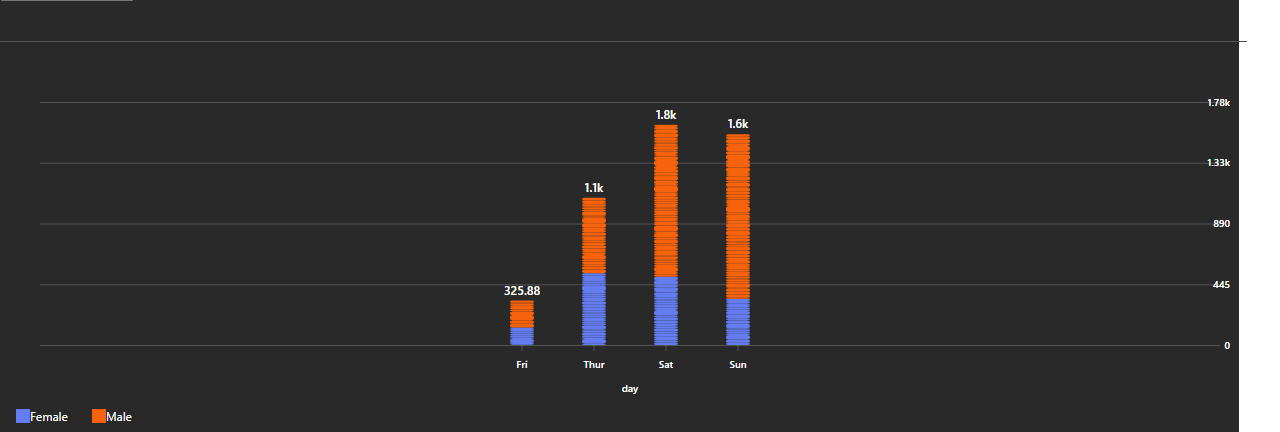 1.78k
1.8k
1.6k
1.33k
1.1k
890
445
325.88
0
Fri Thur Sat Sun
day
Female Male